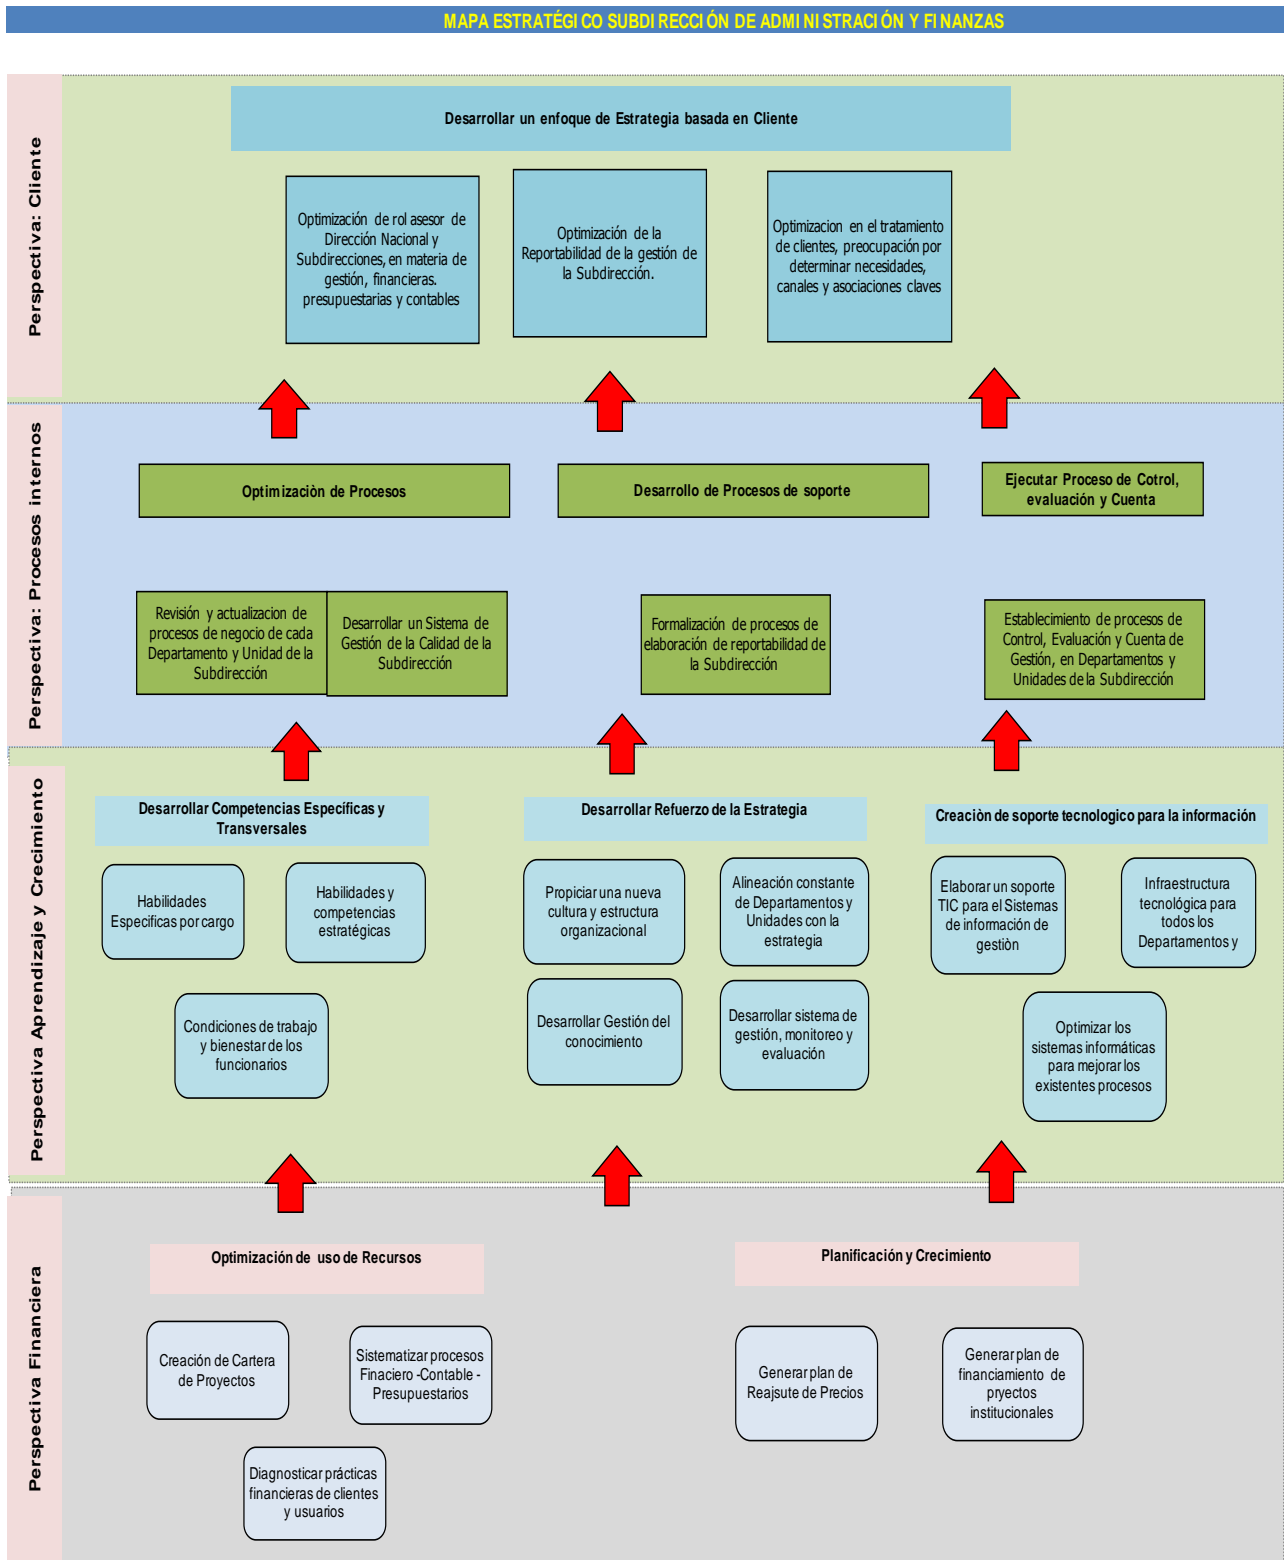 MAPA ESTRATÉGICO SUBDIRECCIÓN DE ADMINISTRACIÓN Y FINANZAS
Perspectiva: Cliente
Desarrollar un enfoque de Estrategia basada en Cliente
Optimización de rol asesor de
Dirección Nacional y
Subdirecciones, en materia de
gestión, financieras.
presupuestarias y contables
Optimización de la
Reportabilidad de la gestión de
la Subdirección.
Optimizacion en el tratamiento
de clientes, preocupación por
determinar necesidades,
canales y asociaciones claves
Perspectiva: Procesos internos
Optimizaciòn de Procesos
Desarrollo de Procesos de soporte
Ejecutar Proceso de Cotrol,
evaluación y Cuenta
Revisión y actualizacion de
procesos de negocio de cada
Departamento y Unidad de la
Subdirección
Desarrollar un Sistema de
Gestión de la Calidad de la
Subdirección
Formalización de procesos de
elaboración de reportabilidad de
la Subdirección
Establecimiento de procesos de
Control, Evaluación y Cuenta de
Gestión, en Departamentos y
Unidades de la Subdirección
Perspectiva Aprendizaje y Crecimiento
Desarrollar Competencias Específicas y
Transversales
Desarrollar Refuerzo de la Estrategia
Creaciòn de soporte tecnologico para la información
Habilidades
Especificas por cargo
Habilidades y
competencias
estratégicas
Condiciones de trabajo
y bienestar de los
funcionarios
Propiciar una nueva
cultura y estructura
organizacional
Alineación constante
de Departamentos y
Unidades con la
estrategia
Desarrollar Gestión del
conocimiento
Desarrollar sistema de
gestión, monitoreo y
evaluación
Elaborar un soporte
TIC para el Sistemas
de información de
gestiòn
Infraestructura
tecnológica para
todos los
Departamentos y
Optimizar los
sistemas informáticas
para mejorar los
existentes procesos
Perspectiva Financiera
Optimización de uso de Recursos
Planificación y Crecimiento
Creación de Cartera
de Proyectos
Sistematizar procesos
Finaciero -Contable -
Presupuestarios
Diagnosticar prácticas
financieras de clientes
y usuarios
Generar plan de
Reajsute de Precios
Generar plan de
financiamiento de
pryectos
institucionales